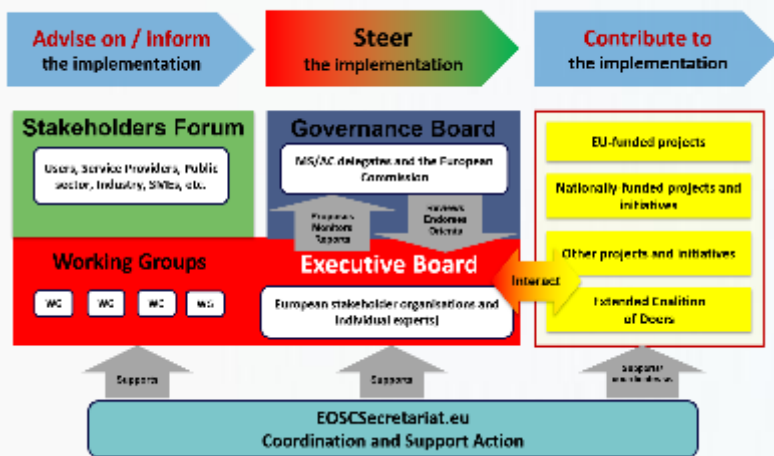 Advise on / inform
the implementation
Steer
the implementation
Contribute to
the implementation
Stakeholders Forum
Users, Service Providers, Public
sector, Industry, SMEs, etc.
Governance Board
MS/AC delegates and the European
Commission
EU-funded projects
Nationally-funded projects and
initiatives
Other projects and initiatives
Extended Coalition
of Doers
Proposes
Monitors
Reports
Reviews
Endorses
Orients
Working Groups
WG
WG
WG
WG
Executive Board
European stakeholder organisations and
individual experts)
Interact
Supports
Supports
Supports/
EOSCSecretariat.eu
Coordination and Support Action